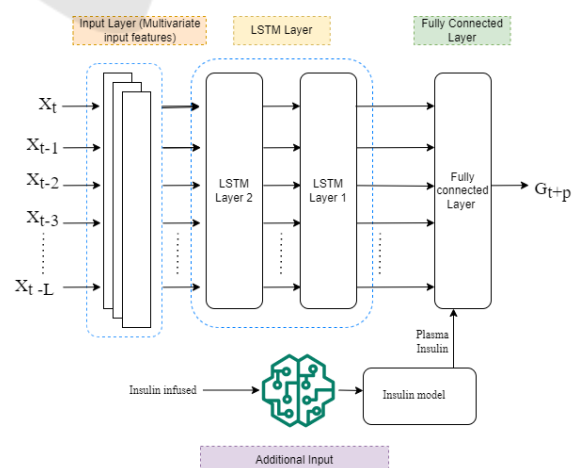 Input Layer (Multivariate
input features)
LSTM Layer
Fully Connected
Layer
Xt
Xt-1
Xt-2
Xt-3
Xt -L
LSTM
Layer 2
LSTM
Layer 1
Fully
connected
Layer
Gt+p
Plasma
Insulin
Insulin infused
Insulin model
Additional Input